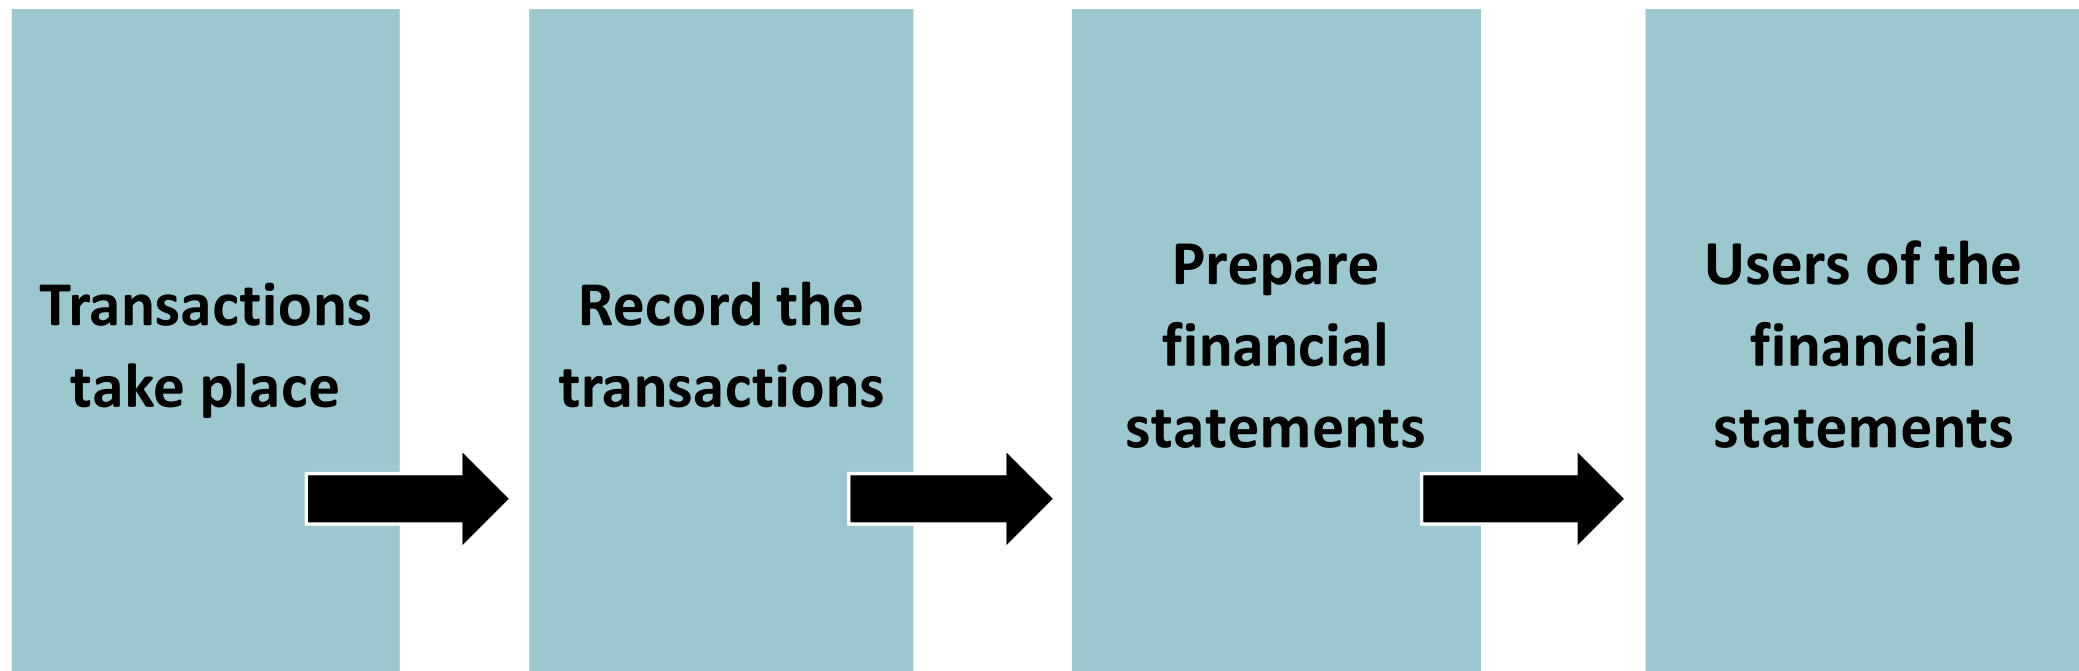 Transactions
take place
Record the
transactions
Prepare
financial
statements
Users of the
financial
statements